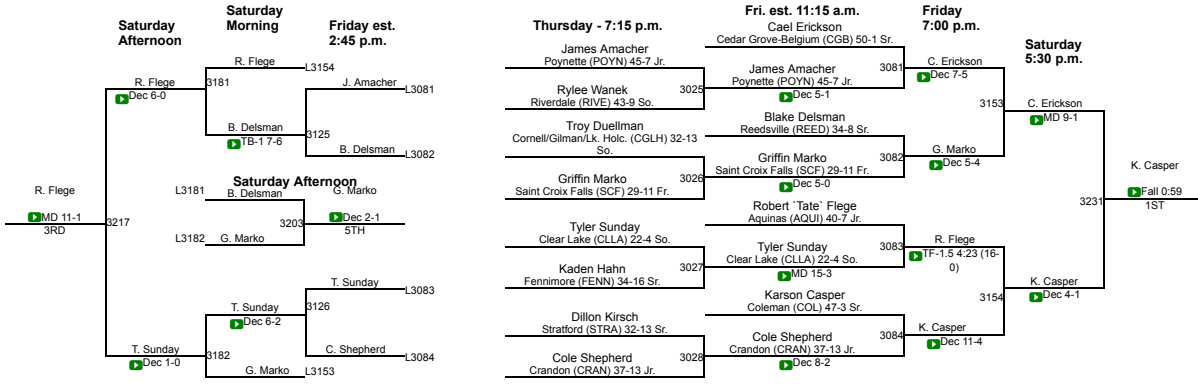 Saturday
Afternoon
Saturday
Morning
Friday est.
2:45 p.m.
R. Flege
L3154
3181
R. Flege
Dec 6-0
J. Amacher
L3081
B. Delsman
TB-1 7-6
3125
B. Delsman
L3082
R. Flege
MD 11-1
3RD
3217
Saturday Afternoon
L3181
B. Delsman
L3182
G. Marko
3203
G. Marko
Dec 2-1
5TH
T. Sunday
L3083
T. Sunday
Dec 6-2
3126
C. Shepherd
L3084
T. Sunday
Dec 1-0
3182
G. Marko
L3153
Thursday - 7:15 p.m.
Fri. est. 11:15 a.m.
Friday
7:00 p.m.
Saturday
5:30 p.m.
James Amacher
Poynette (POYN) 45-7 Jr.
Rylee Wanek
Riverdale (RIVE) 43-9 So.
3025
Troy Duellman
Cornell/Gilman/Lk. Holc. (CGLH) 32-13
So.
Griffin Marko
Saint Croix Falls (SCF) 29-11 Fr.
3026
Tyler Sunday
Clear Lake (CLLA) 22-4 So.
Kaden Hahn
Fennimore (FENN) 34-16 Sr.
3027
Dillon Kirsch
Stratford (STRA) 32-13 Sr.
Cole Shepherd
Crandon (CRAN) 37-13 Jr.
3028
Cael Erickson
Cedar Grove-Belgium (CGB) 50-1 Sr.
James Amacher
Poynette (POYN) 45-7 Jr.
Dec 5-1
3081
Blake Delsman
Reedsville (REED) 34-8 Sr.
Griffin Marko
Saint Croix Falls (SCF) 29-11 Fr.
Dec 5-0
3082
Robert `Tate` Flege
Aquinas (AQUI) 40-7 Jr.
Tyler Sunday
Clear Lake (CLLA) 22-4 So.
MD 15-3
3083
Karson Casper
Coleman (COL) 47-3 Sr.
Cole Shepherd
Crandon (CRAN) 37-13 Jr.
Dec 8-2
3084
C. Erickson
Dec 7-5
3153
G. Marko
Dec 5-4
R. Flege
TF-1.5 4:23 (16-
0)
3154
K. Casper
Dec 11-4
C. Erickson
MD 9-1
3231
K. Casper
Dec 4-1
K. Casper
Fall 0:59
1ST